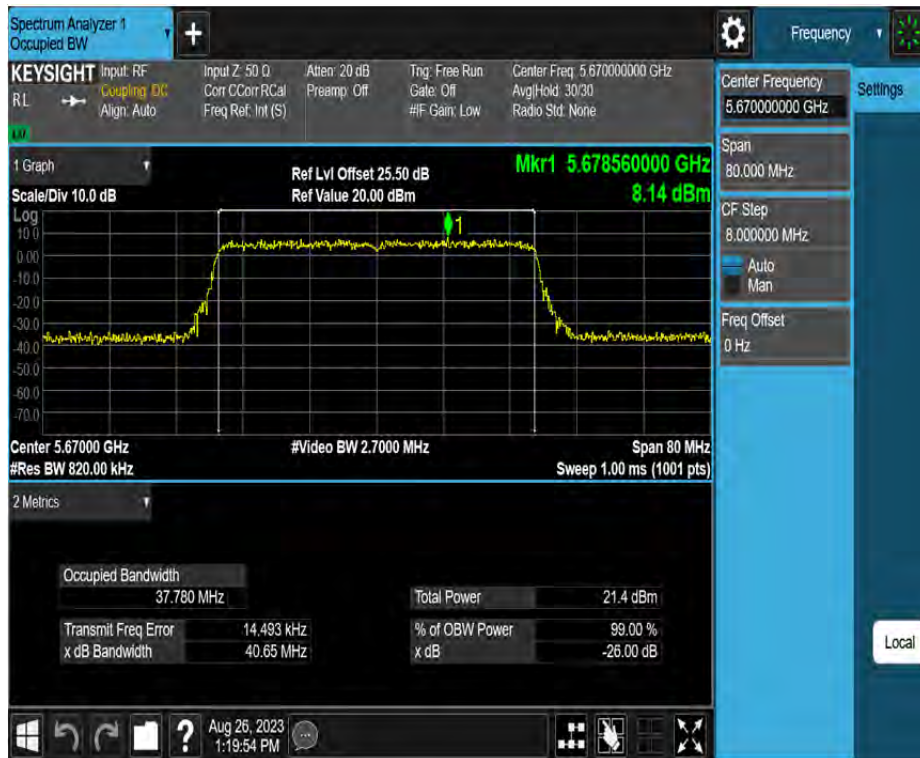 Spectrum Analyzer 1
Occupied BW
Frequency
KEYSIGHT
RL
Input: RF
Coupling: DC
Align: Auto
Input Z: 50 Ω
Corr CCorr RCal
Freq Ref: Int (S)
Atten: 20 dB
Preamp: Off
Trig: Free Run
Gate: Off
#IF Gain: Low
Center Freq: 5.670000000 GHz
Avg|Hold: 30/30
Radio Std: None
Center Frequency
5.670000000 GHz
Settings
Span
80.000 MHz
CF Step
8.000000 MHz
Auto
Man
Freq Offset
0 Hz
1 Graph
Scale/Div 10.0 dB
Ref Lvl Offset 25.50 dB
Ref Value 20.00 dBm
Mkr1 5.678560000 GHz
8.14 dBm
Log
10.0
0.00
-10.0
-20.0
-30.0
-40.0
-50.0
-60.0
-70.0
1
Center 5.67000 GHz
#Res BW 820.00 kHz
#Video BW 2.7000 MHz
Span 80 MHz
Sweep 1.00 ms (1001 pts)
2 Metrics
Occupied Bandwidth
37.780 MHz
Total Power 21.4 dBm
Transmit Freq Error 14.493 kHz
% of OBW Power 99.00 %
x dB Bandwidth 40.65 MHz
x dB -26.00 dB
Local
?
Aug 26, 2023
1:19:54 PM